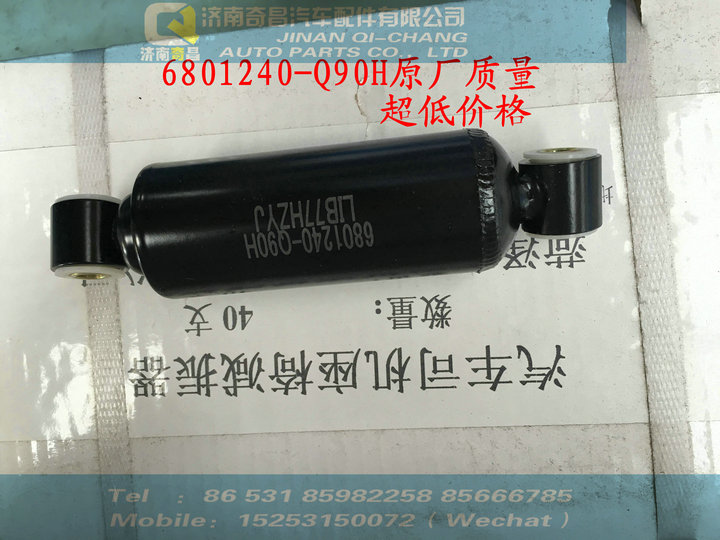 济南奇昌汽车配件有限公司
JINAN QI-CHANG
AUTO PARTS CO.,LTD
济南奇昌
6801240-Q90H原厂质量
超低价格
6801240-Q90H
LJB77HZYJ
数量: 40支
汽车司机座椅减振器
Tel : 86 531 85982258 85666785
Mobile: 15253150072 ( Wechat )